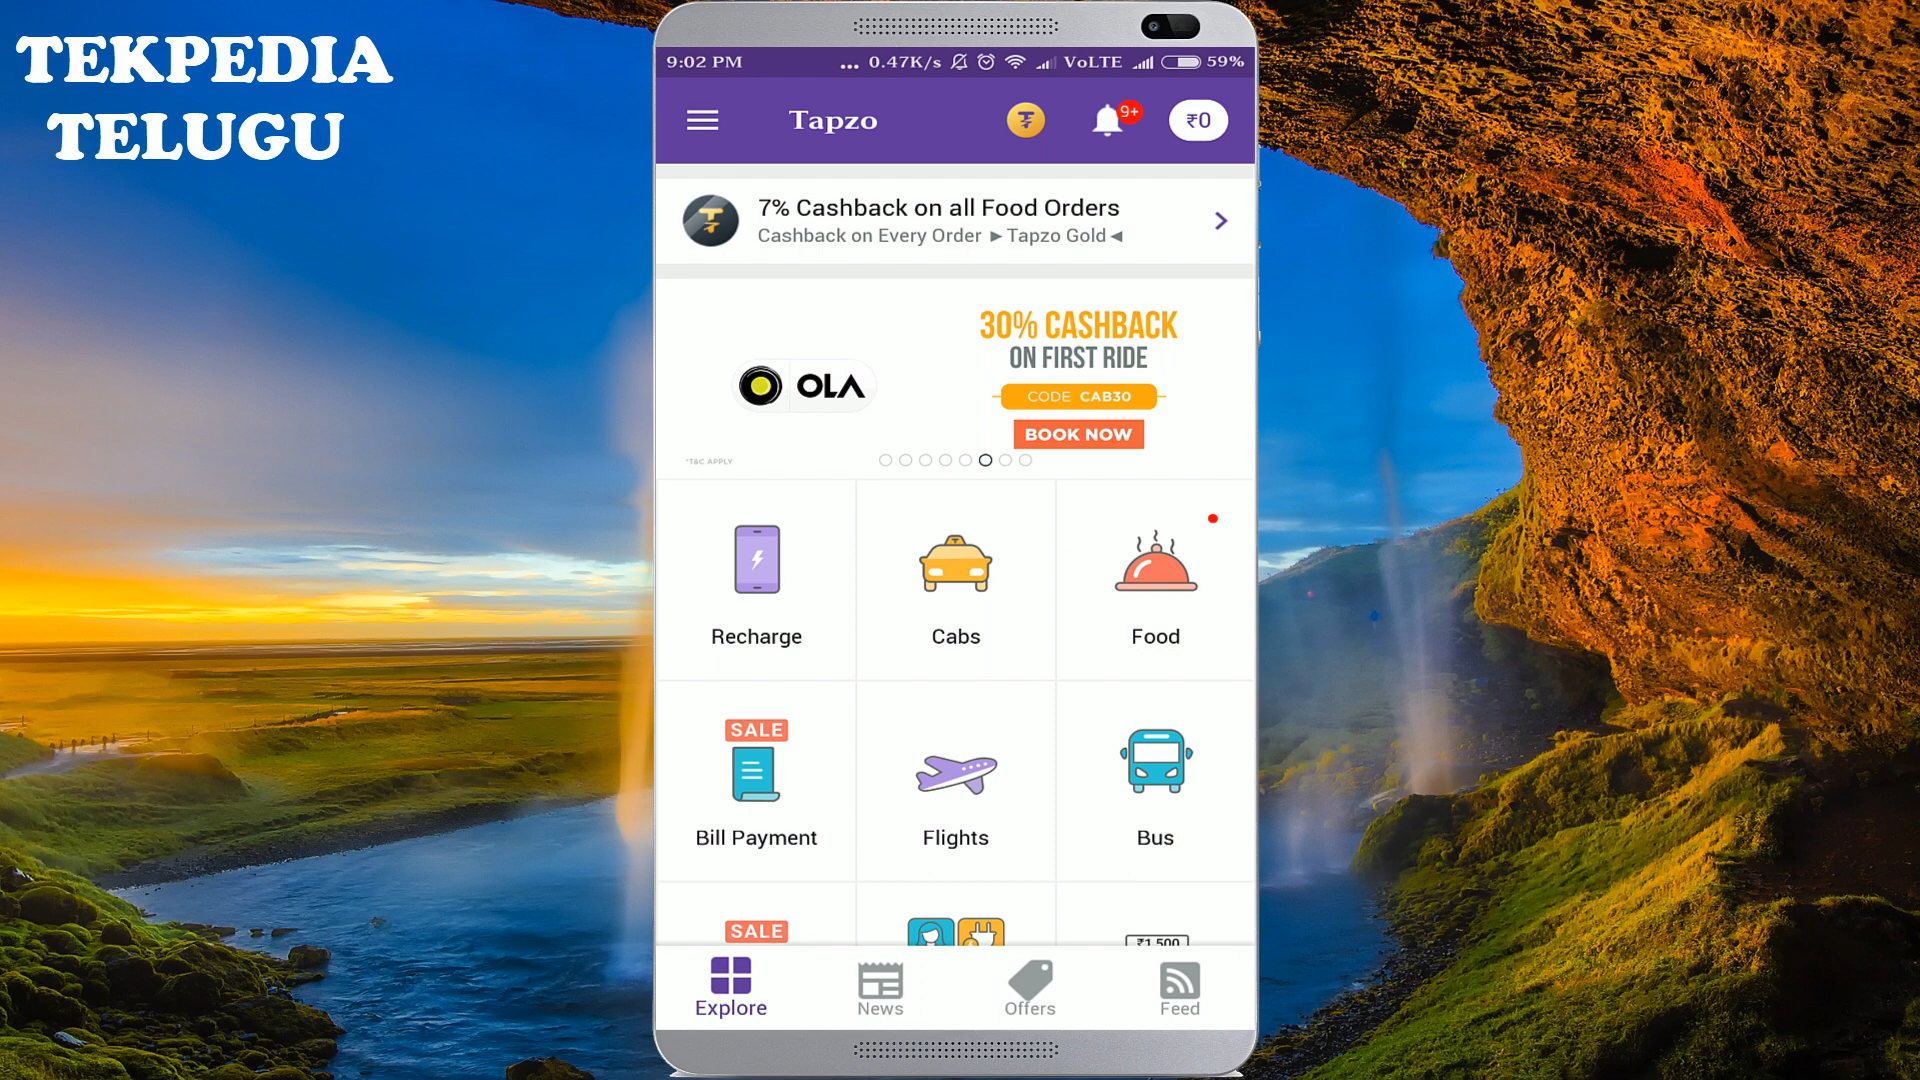 TEKPEDIA
TELUGU
9:02 PM
... 0.47K/s VoLTE 59%
Tapzo
9+
₹0
7% Cashback on all Food Orders
Cashback on Every Order ►Tapzo Gold◄
OLA
30% CASHBACK
ON FIRST RIDE
CODE CAB30
BOOK NOW
*T&C APPLY
Recharge
Cabs
Food
SALE
Bill Payment
Flights
Bus
SALE
₹1,500
Explore
News
Offers
Feed